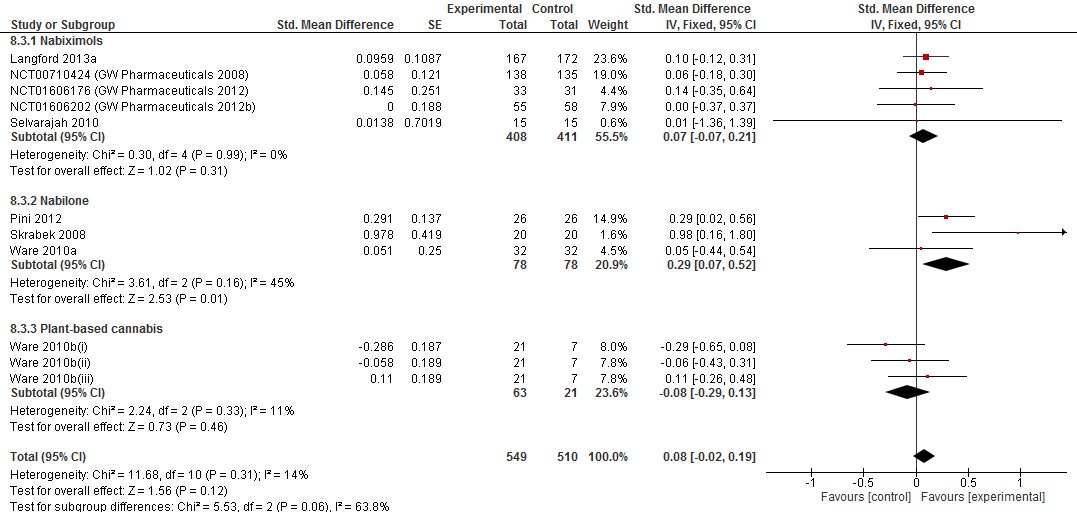 Experimental Control Std. Mean Difference Std. Mean Difference
Study or Subgroup Std. Mean Difference SE Total Total Weight IV, Fixed, 95% CI IV, Fixed, 95% CI
8.3.1 Nabiximols
Langford 2013a 0.0959 0.1087 167 172 23.6% 0.10 [-0.12, 0.31]
NCT00710424 (GW Pharmaceuticals 2008) 0.058 0.121 138 135 19.0% 0.06 [-0.18, 0.30]
NCT01606176 (GW Pharmaceuticals 2012) 0.145 0.251 33 31 4.4% 0.14 [-0.35, 0.64]
NCT01606202 (GW Pharmaceuticals 2012b) 0 0.188 55 58 7.9% 0.00 [-0.37, 0.37]
Selvarajah 2010 0.0138 0.7019 15 15 0.6% 0.01 [-1.36, 1.39]
Subtotal (95% CI) 408 411 55.5% 0.07 [-0.07, 0.21]
Heterogeneity: Chi² = 0.30, df = 4 (P = 0.99); I² = 0%
Test for overall effect: Z = 1.02 (P = 0.31)
8.3.2 Nabilone
Pini 2012 0.291 0.137 26 26 14.9% 0.29 [0.02, 0.56]
Skrabek 2008 0.978 0.419 20 20 1.6% 0.98 [0.16, 1.80]
Ware 2010a 0.051 0.25 32 32 4.5% 0.05 [-0.44, 0.54]
Subtotal (95% CI) 78 78 20.9% 0.29 [0.07, 0.52]
Heterogeneity: Chi² = 3.61, df = 2 (P = 0.16); I² = 45%
Test for overall effect: Z = 2.53 (P = 0.01)
8.3.3 Plant-based cannabis
Ware 2010b(i) -0.286 0.187 21 7 8.0% -0.29 [-0.65, 0.08]
Ware 2010b(ii) -0.058 0.189 21 7 7.8% -0.06 [-0.43, 0.31]
Ware 2010b(iii) 0.11 0.189 21 7 7.8% 0.11 [-0.26, 0.48]
Subtotal (95% CI) 63 21 23.6% -0.08 [-0.29, 0.13]
Heterogeneity: Chi² = 2.24, df = 2 (P = 0.33); I² = 11%
Test for overall effect: Z = 0.73 (P = 0.46)
Total (95% CI) 549 510 100.0% 0.08 [-0.02, 0.19]
Heterogeneity: Chi² = 11.68, df = 10 (P = 0.31); I² = 14%
Test for overall effect: Z = 1.56 (P = 0.12)
Test for subgroup differences: Chi² = 5.53, df = 2 (P = 0.06), I² = 63.8%
-1 -0.5 0 0.5 1
Favours [control] Favours [experimental]